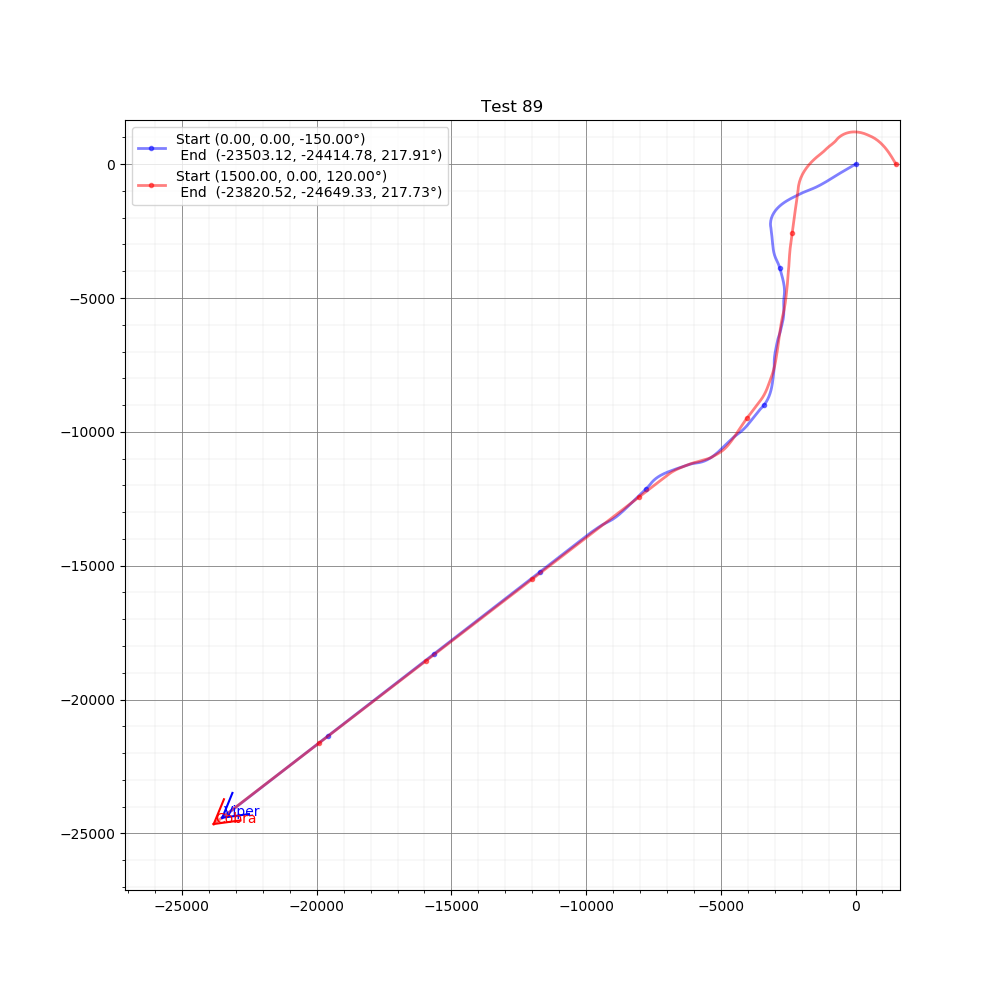 Test 89
Start (0.00, 0.00, -150.00°)
End (-23503.12, -24414.78, 217.91°)
Start (1500.00, 0.00, 120.00°)
End (-23820.52, -24649.33, 217.73°)
0
−5000
−10000
−15000
−20000
−25000
Viper
Cobra
−25000 −20000 −15000 −10000 −5000 0